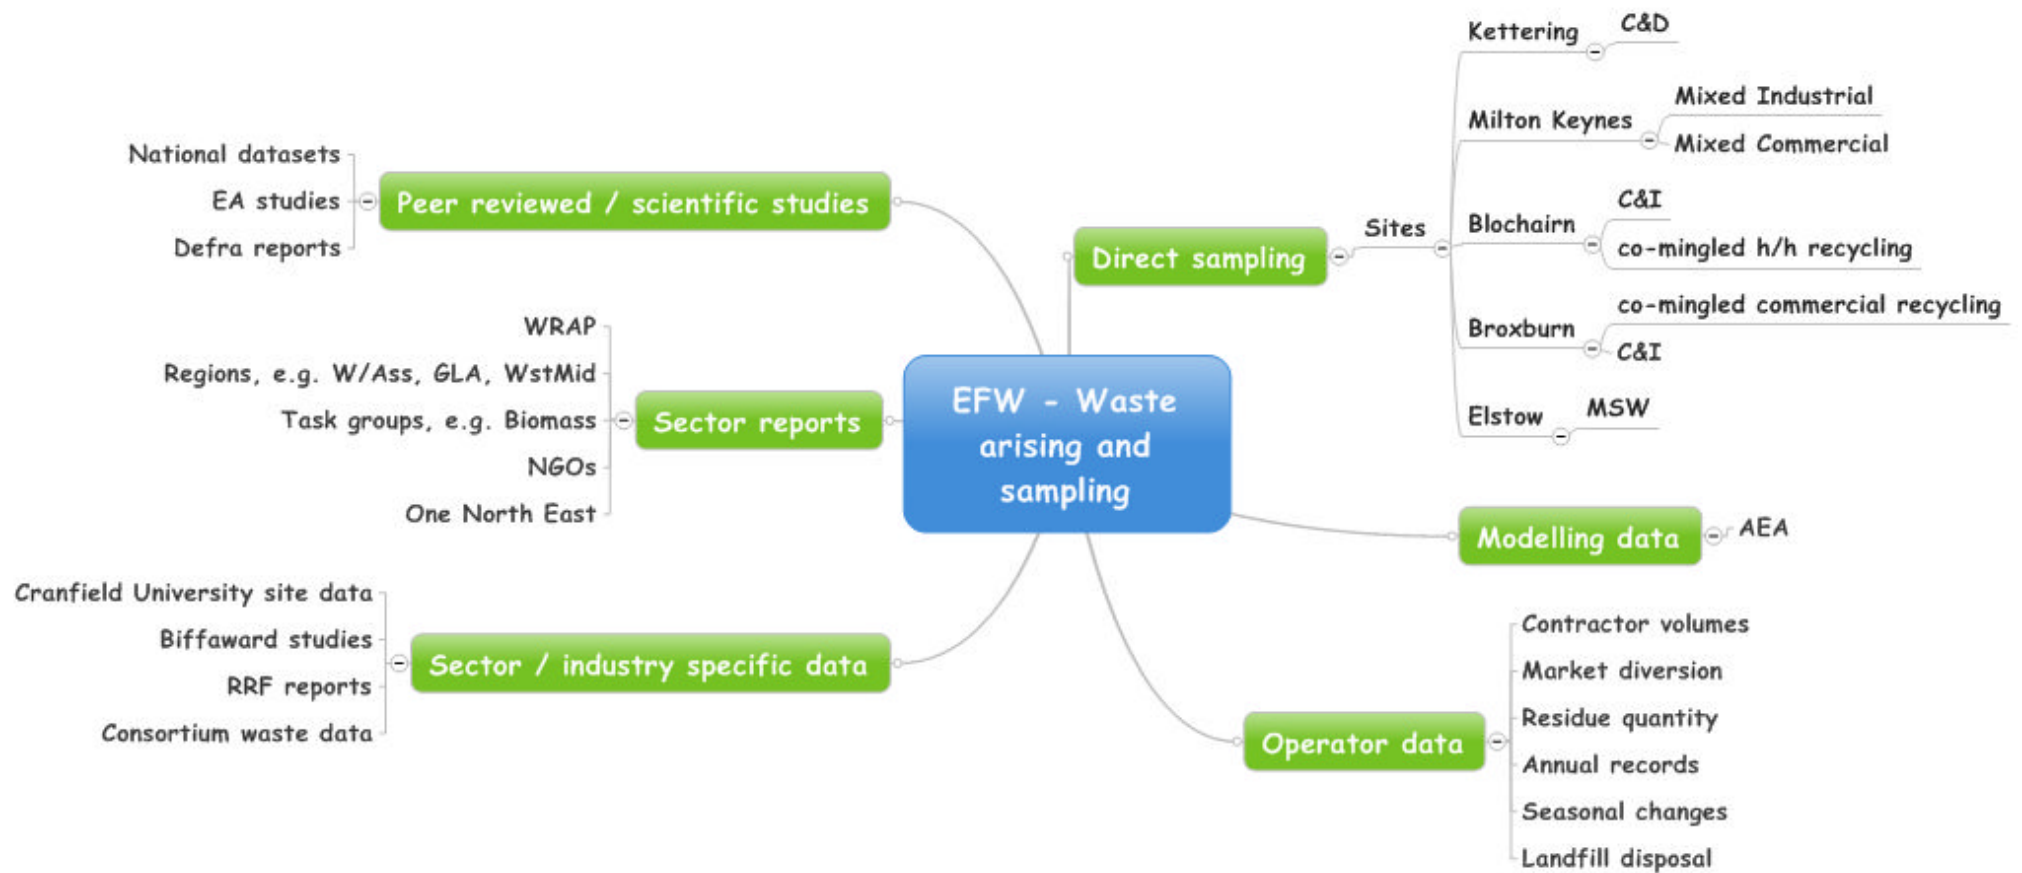 EFW - Waste
arising and
sampling
Peer reviewed / scientific studies
National datasets
EA studies
Defra reports
Sector reports
WRAP
Regions, e.g. W/Ass, GLA, WstMid
Task groups, e.g. Biomass
NGOs
One North East
Sector / industry specific data
Cranfield University site data
Biffaward studies
RRF reports
Consortium waste data
Direct sampling
Sites
Kettering
C&D
Milton Keynes
Mixed Industrial
Mixed Commercial
Blochairn
C&I
co-mingled h/h recycling
Broxburn
co-mingled commercial recycling
C&I
Elstow
MSW
Modelling data
AEA
Operator data
Contractor volumes
Market diversion
Residue quantity
Annual records
Seasonal changes
Landfill disposal